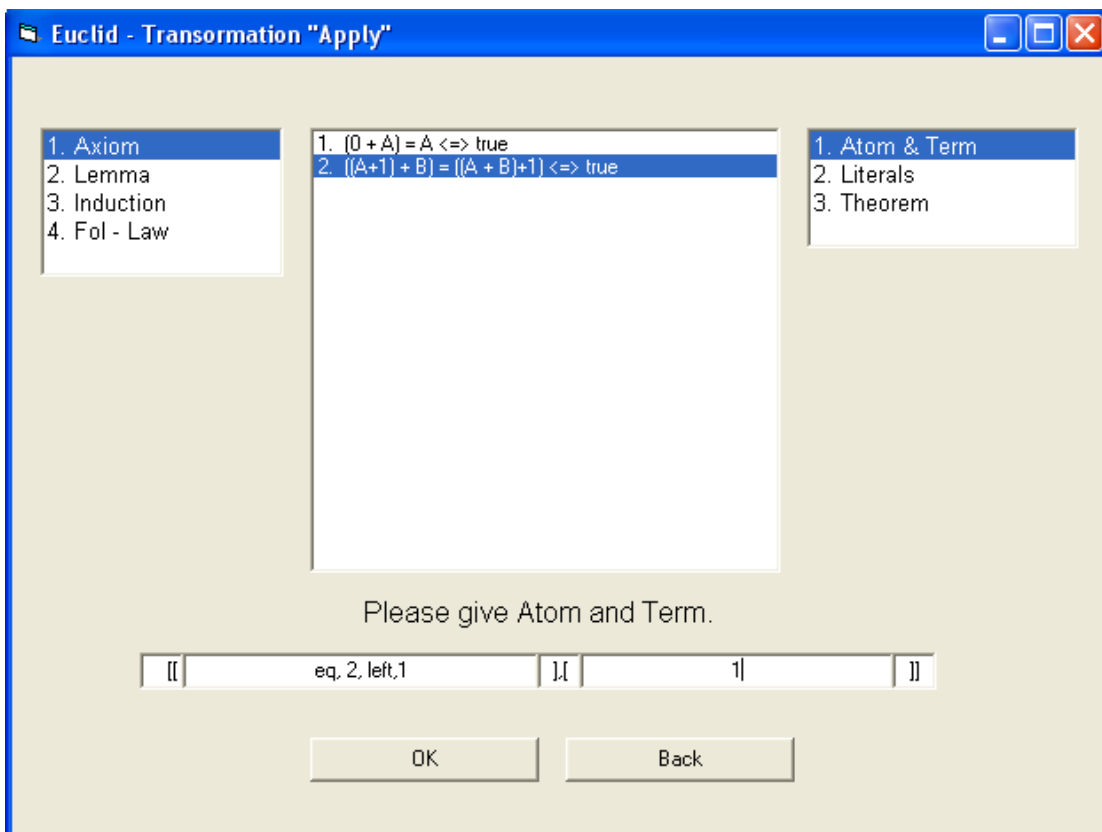 Euclid - Transormation "Apply"
1. Axiom
2. Lemma
3. Induction
4. Fol - Law
1. (0 + A) = A <=> true
2. ((A+1) + B) = ((A + B)+1) <=> true
1. Atom & Term
2. Literals
3. Theorem
Please give Atom and Term.
[[ eq, 2, left,1 ],[ 1 ]]
OK Back